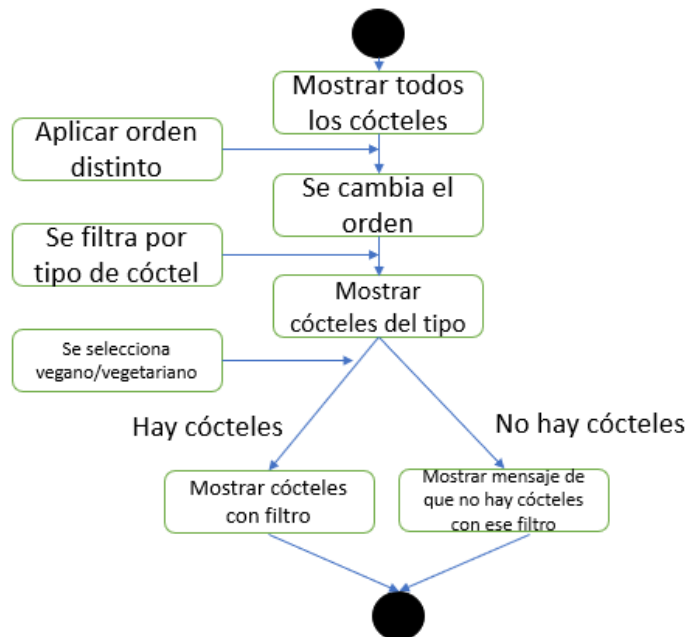 Mostrar todos
los cócteles
Aplicar orden
distinto
Se cambia el
orden
Se filtra por
tipo de cóctel
Mostrar
cócteles del tipo
Se selecciona
vegano/vegetariano
Hay cócteles
No hay cócteles
Mostrar cócteles
con filtro
Mostrar mensaje de
que no hay cócteles
con ese filtro